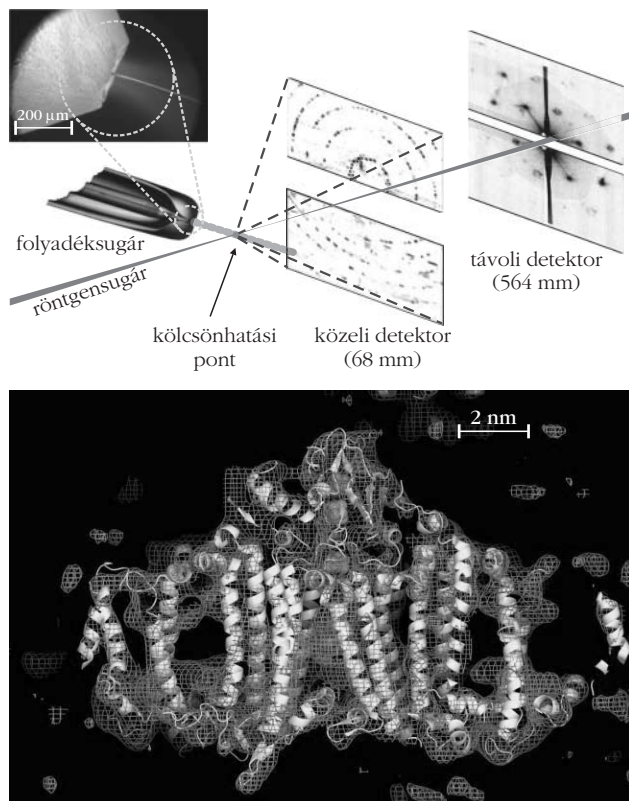 200 μm
folyadéksugár
röntgensugár
kölcsönhatási
pont
közeli detektor
(68 mm)
távoli detektor
(564 mm)
2 nm